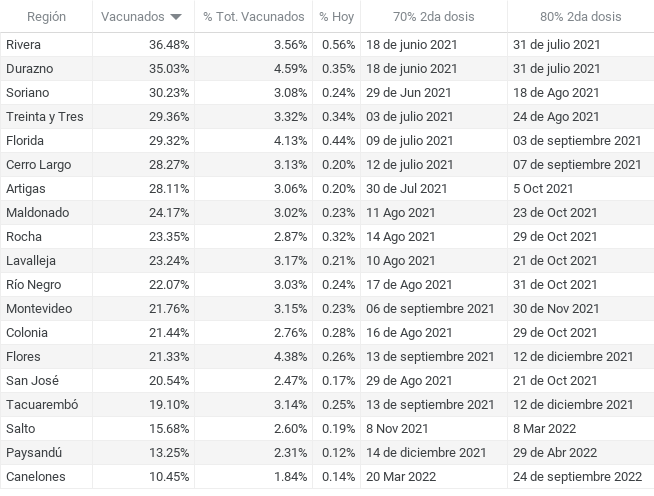 Región Vacunados % Tot. Vacunados % Hoy 70% 2da dosis 80% 2da dosis
Rivera 36.48% 3.56% 0.56% 18 de junio 2021 31 de julio 2021
Durazno 35.03% 4.59% 0.35% 18 de junio 2021 31 de julio 2021
Soriano 30.23% 3.08% 0.24% 29 de Jun 2021 18 de Ago 2021
Treinta y Tres 29.36% 3.32% 0.34% 03 de julio 2021 24 de Ago 2021
Florida 29.32% 4.13% 0.44% 09 de julio 2021 03 de septiembre 2021
Cerro Largo 28.27% 3.13% 0.20% 12 de julio 2021 07 de septiembre 2021
Artigas 28.11% 3.06% 0.20% 30 de Jul 2021 5 Oct 2021
Maldonado 24.17% 3.02% 0.23% 11 Ago 2021 23 de Oct 2021
Rocha 23.35% 2.87% 0.32% 14 Ago 2021 29 de Oct 2021
Lavalleja 23.24% 3.17% 0.21% 10 Ago 2021 21 de Oct 2021
Río Negro 22.07% 3.03% 0.24% 17 de Ago 2021 31 de Oct 2021
Montevideo 21.76% 3.15% 0.23% 06 de septiembre 2021 30 de Nov 2021
Colonia 21.44% 2.76% 0.28% 16 de Ago 2021 29 de Oct 2021
Flores 21.33% 4.38% 0.26% 13 de septiembre 2021 12 de diciembre 2021
San José 20.54% 2.47% 0.17% 29 de Ago 2021 21 de Oct 2021
Tacuarembó 19.10% 3.14% 0.25% 13 de septiembre 2021 12 de diciembre 2021
Salto 15.68% 2.60% 0.19% 8 Nov 2021 8 Mar 2022
Paysandú 13.25% 2.31% 0.12% 14 de diciembre 2021 29 de Abr 2022
Canelones 10.45% 1.84% 0.14% 20 Mar 2022 24 de septiembre 2022